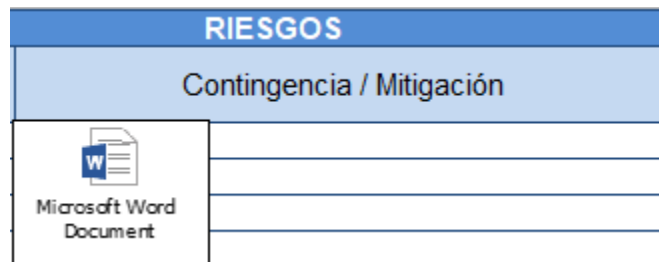 RIESGOS
Contingencia / Mitigación
W
Microsoft Word
Document